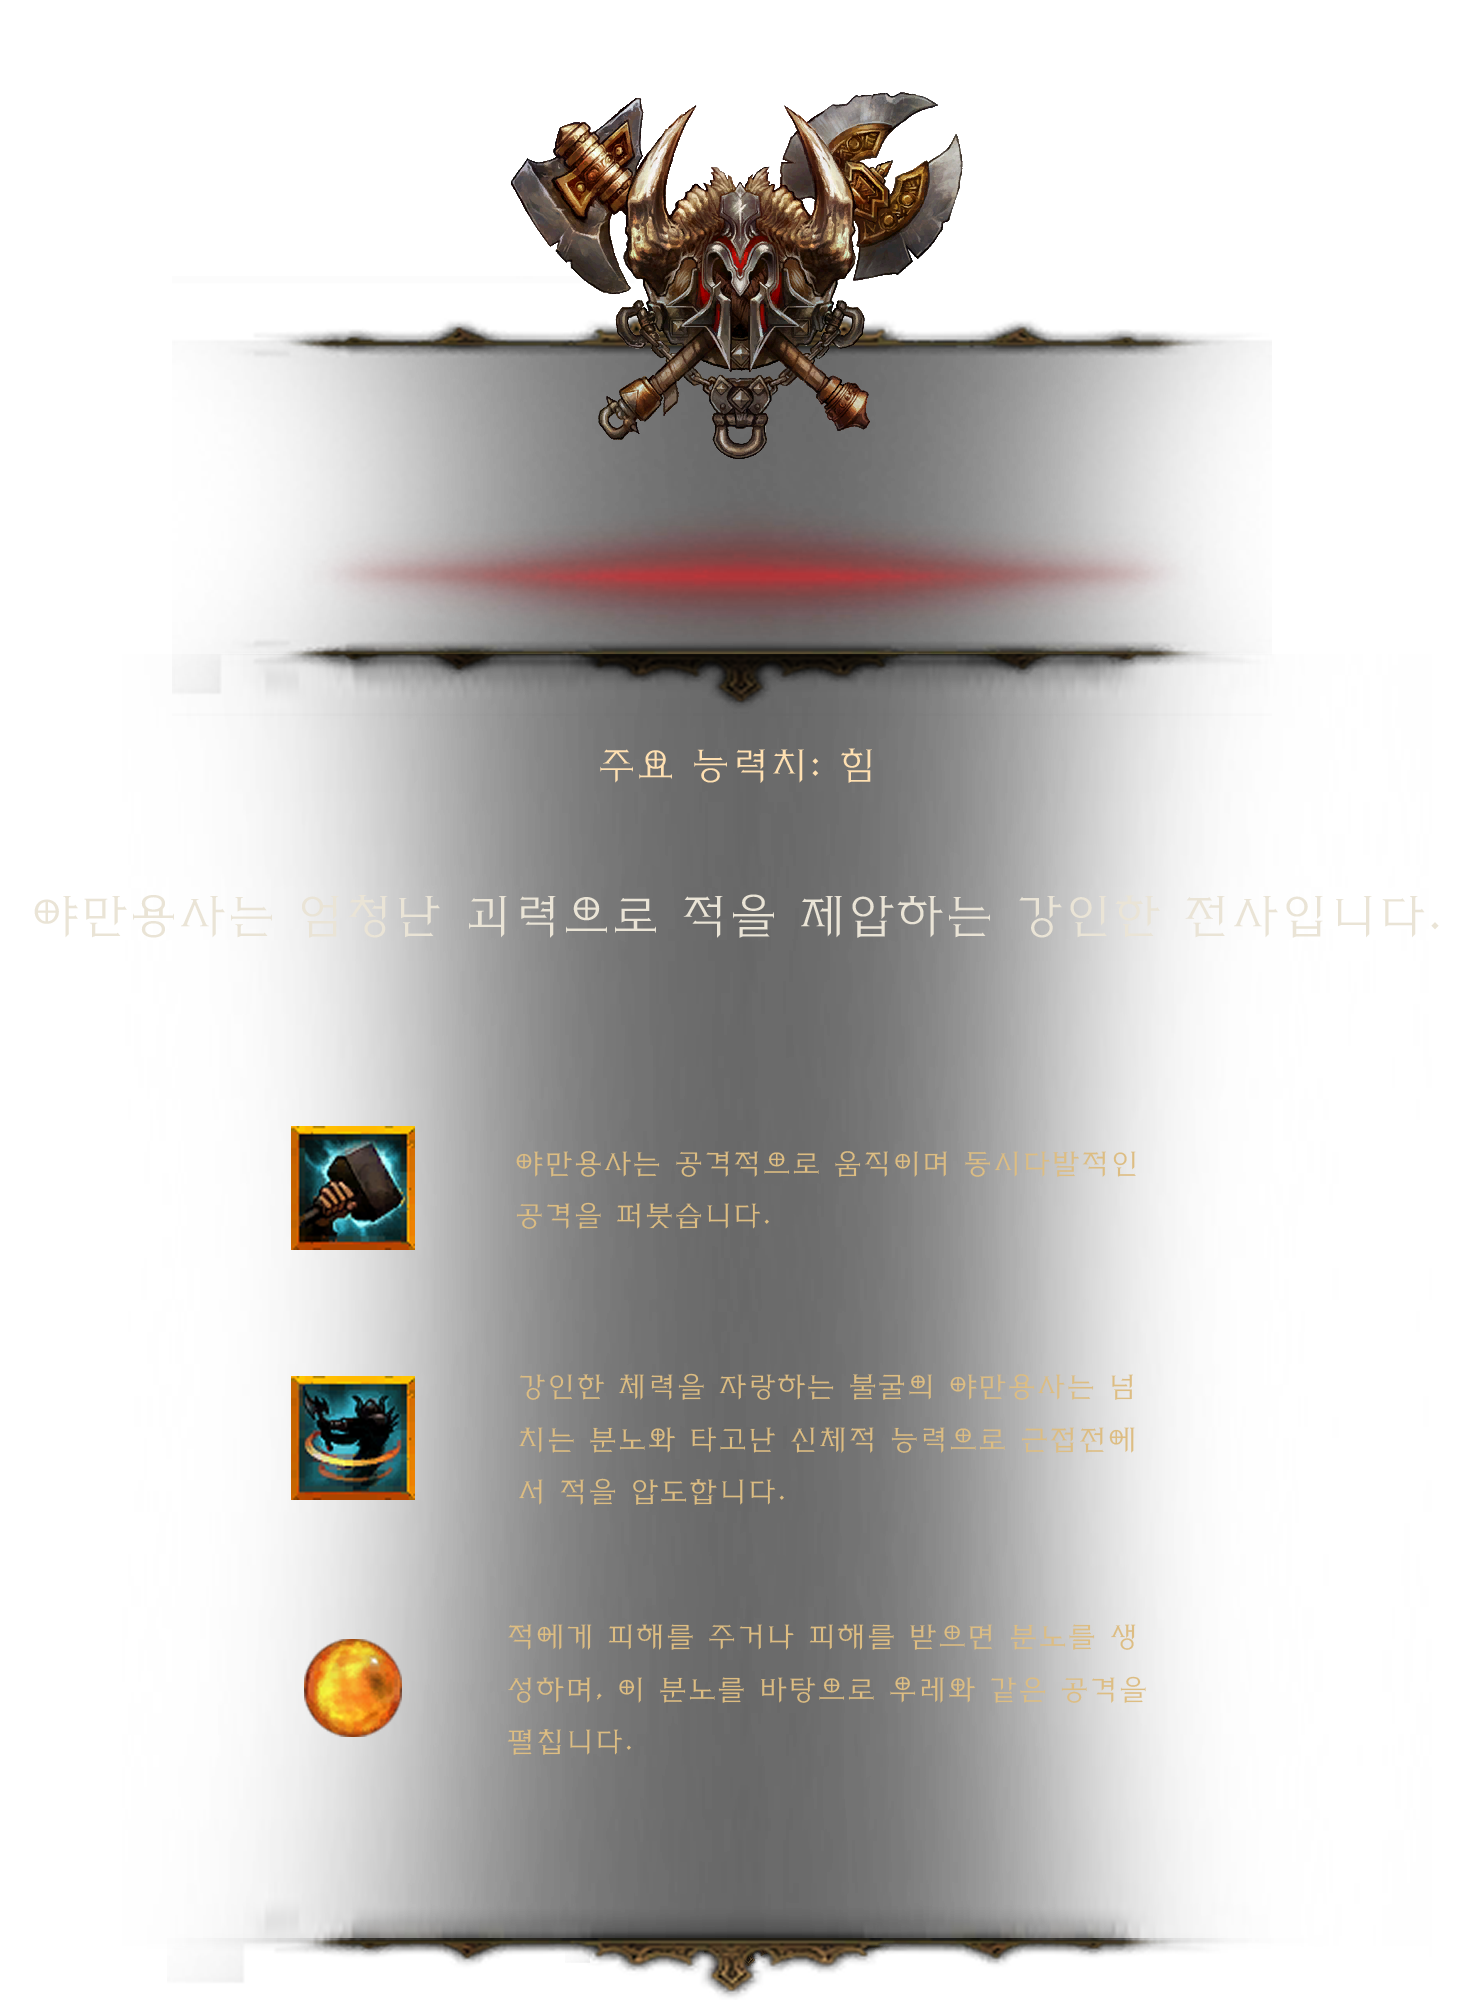 주요 능력치: 힘
야만용사는 엄청난 괴력으로 적을 제압하는 강인한 전사입니다.
야만용사는 공격적으로 움직이며 동시다발적인
공격을 퍼붓습니다.
강인한 체력을 자랑하는 불굴의 야만용사는 넘
치는 분노와 타고난 신체적 능력으로 근접전에
서 적을 압도합니다.
적에게 피해를 주거나 피해를 받으면 분노를 생
성하며, 이 분노를 바탕으로 우레와 같은 공격을
펼칩니다.